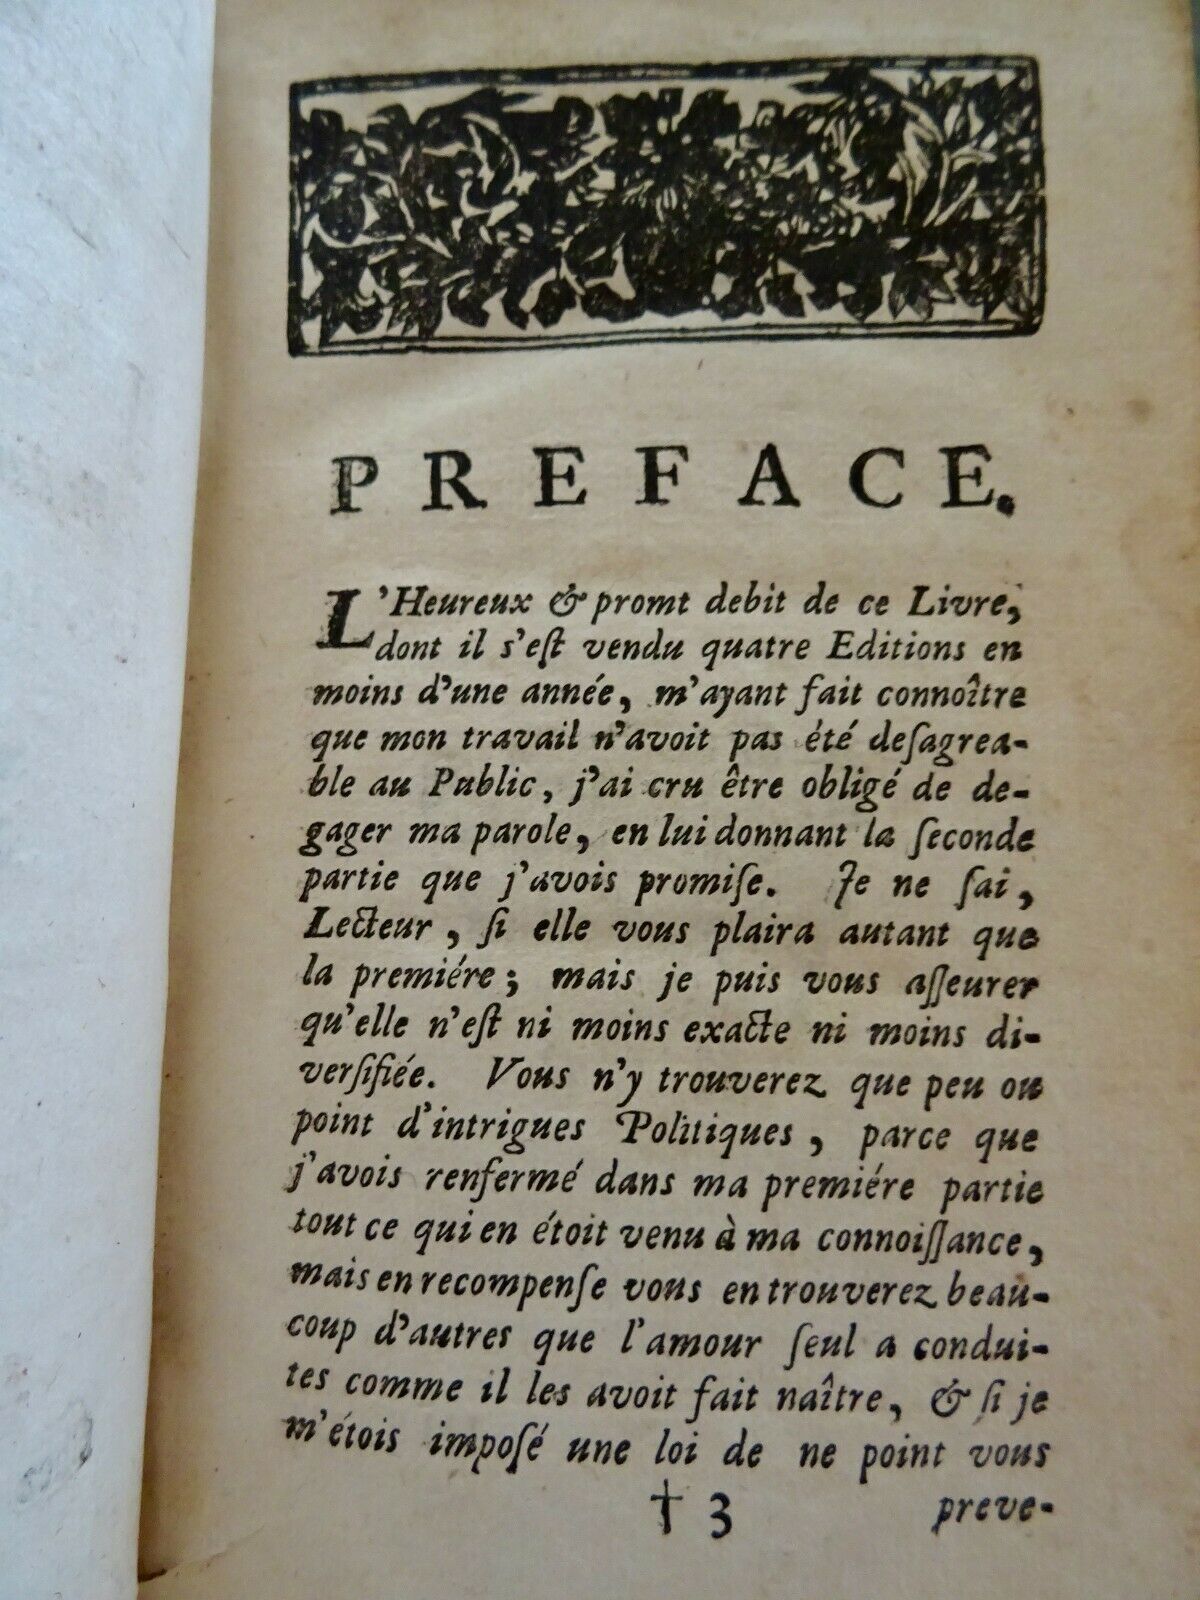 PREFACE.
L'Heureux & promt debit de ce Livre,
dont il s'eſt vendu quatre Editions en
moins d'une année, m'ayant fait connoître
que mon travail n'avoit pas été deſagrea-
ble au Public, j'ai cru être obligé de de-
gager ma parole, en lui donnant la ſeconde
partie que j'avois promiſe. Je ne ſai,
Lecteur, ſi elle vous plaira autant que
la premiére; mais je puis vous aſſeurer
qu'elle n'eſt ni moins exacte ni moins di-
verſifiée. Vous n'y trouverez que peu ou
point d'intrigues Politiques, parce que
j'avois renfermé dans ma premiére partie
tout ce qui en étoit venu à ma connoiſſance,
mais en recompenſe vous en trouverez beau-
coup d'autres que l'amour ſeul a condui-
tes comme il les avoit fait naître, & ſi je
m'étois impoſé une loi de ne point vous
† 3 preve-